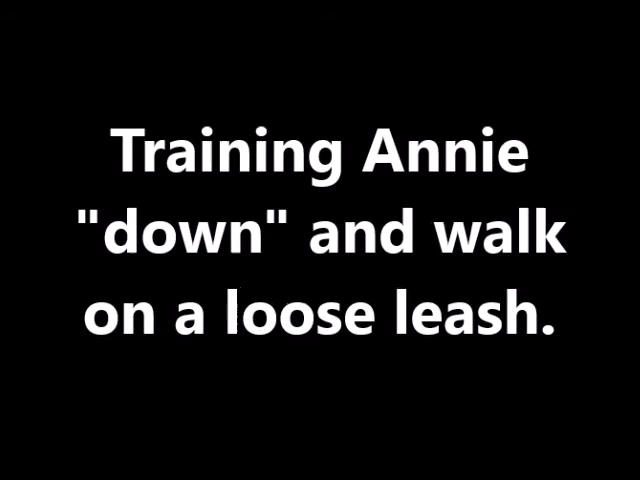 Training Annie
"down" and walk
on a loose leash.